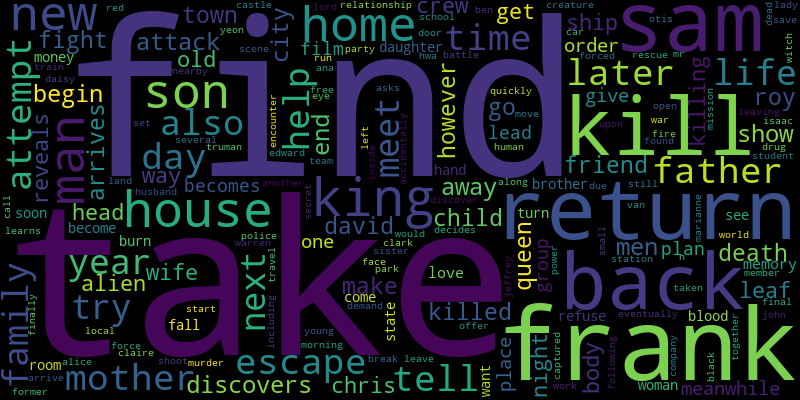 find
take
frank
kill
return
sam
back
king
house
home
son
new
man
father
time
later
life
show
friend
mother
escape
family
attempt
help
also
day
year
next
try
tell
discovers
killed
david
child
away
queen
men
plan
death
leaf
memory
meanwhile
body
night
place
group
refuse
blood
woman
killing
roy
order
give
ship
crew
get
go
lead
however
meet
end
film
old
town
city
attack
fight
begin
arrives
reveals
way
becomes
become
head
soon
burn
wife
alien
one
make
come
state
chris
room
fall
start
love
clark
face
park
sister
would
decides
daughter
relationship
school
door
battle
hwa
party
run
ana
free
eye
scene
castle
lord
yeon
nearby
red
money
train
daisy
set
several
truman
encounter
edward
team
left
inside
accidentally
asks
quickly
move
human
hand
brother
due
still
along
discover
turn
van
see
world
station
small
marianne
upon
found
open
war
fire
mission
drug
student
isaac
leaving
rescue
mr
forced
car
otis
creature
ben
dead
lady
save
witch
call
learns
land
husband
another
secret
police
warren
travel
including
young
morning
demand
offer
break
leave
want
jeffrey
power
eventually
taken
member
final
john
together
company
black
following
captured
work
murder
shoot
claire
force
alice
local
finally
arrive
former